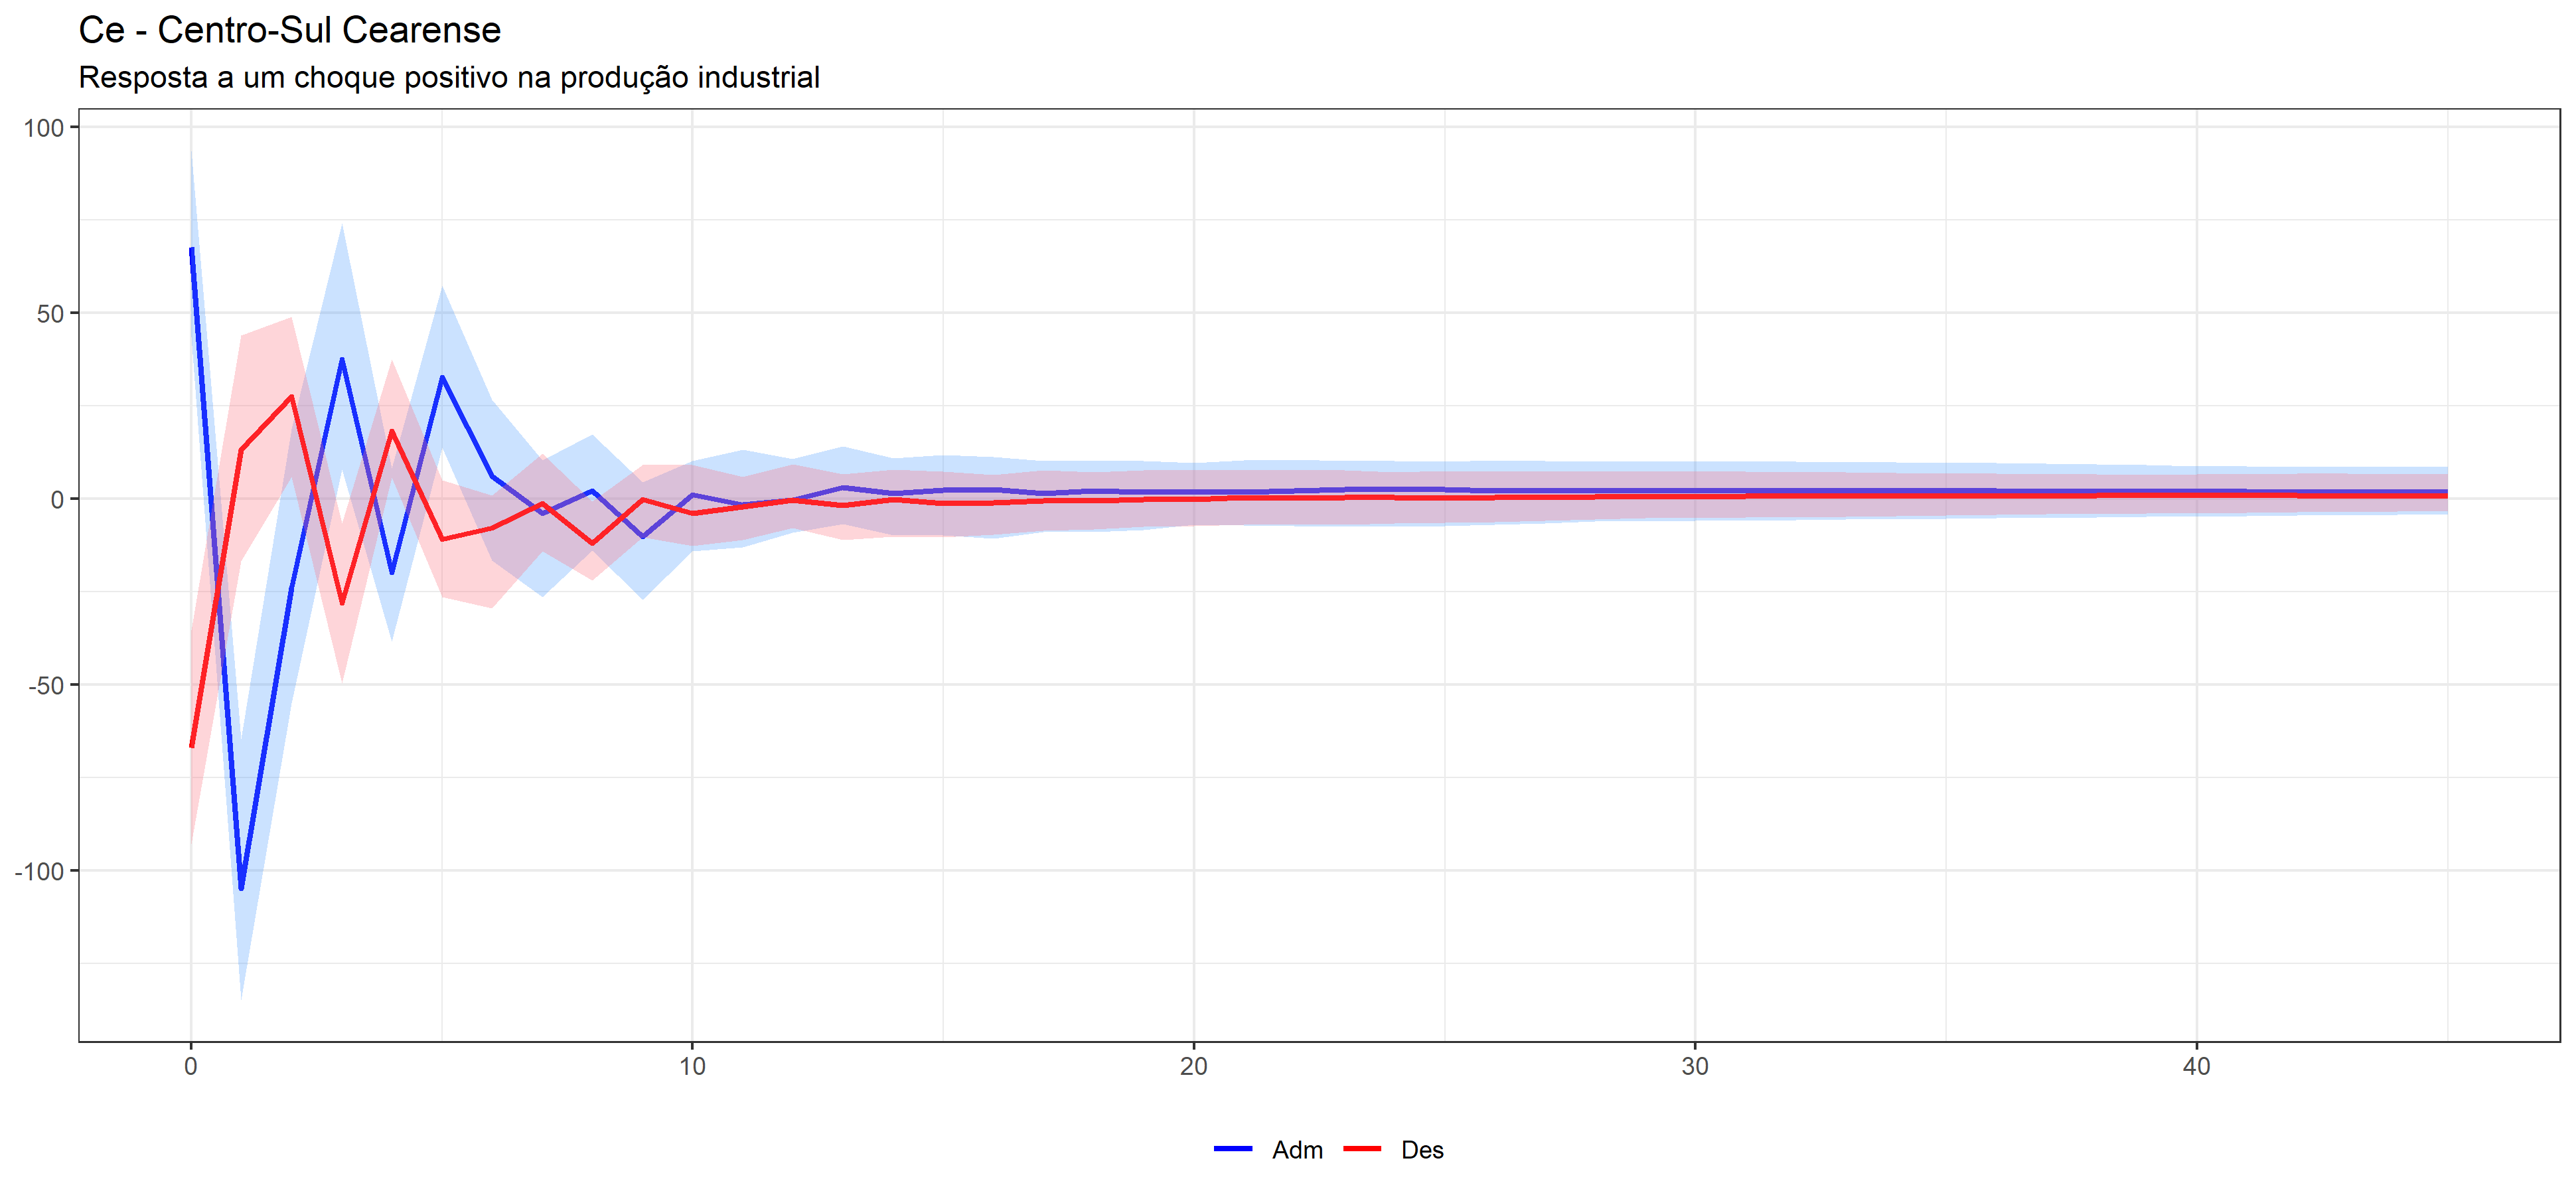 Ce - Centro-Sul Cearense
Resposta a um choque positivo na produção industrial
100
50
0
-50
-100
0 10 20 30 40
Adm Des